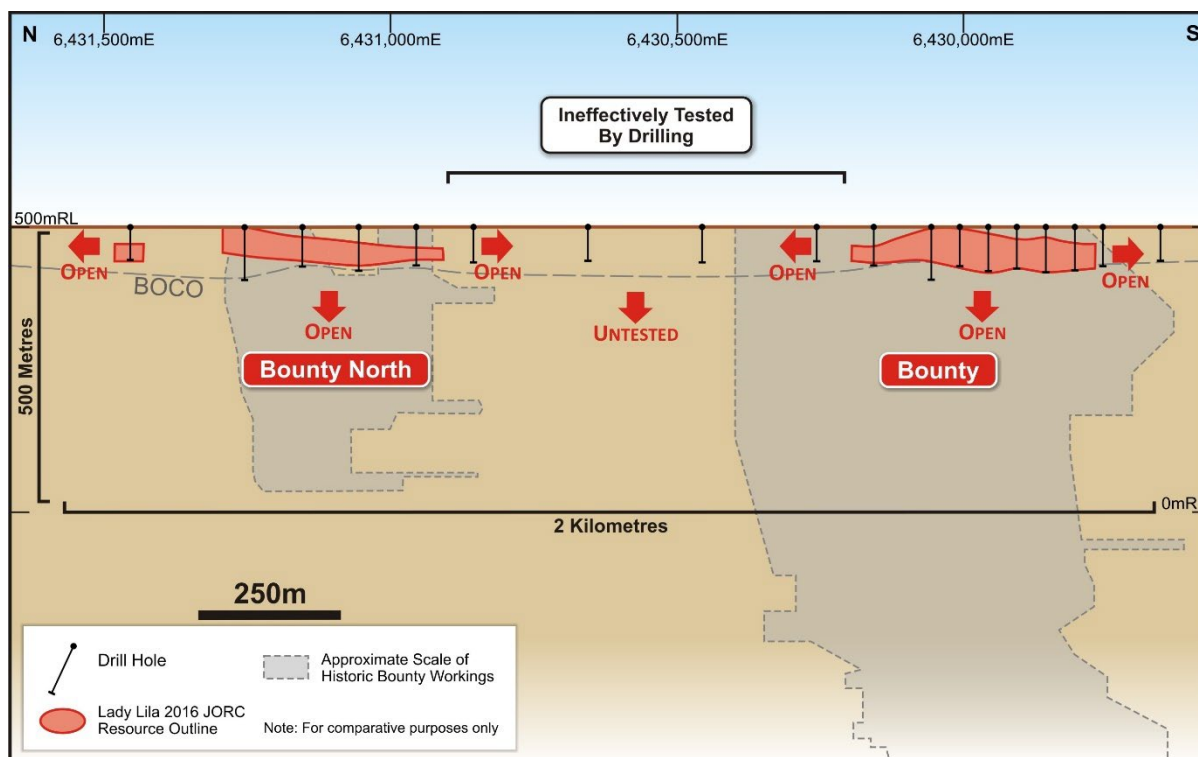 N
S
6,431,500mE
6,431,000mE
6,430,500mE
6,430,000mE
Ineffectively Tested
By Drilling
500mRL
OPEN
OPEN
OPEN
OPEN
BOCO
OPEN
UNTESTED
OPEN
Bounty North
Bounty
500 Metres
0mR
2 Kilometres
250m
Drill Hole
Approximate Scale of
Historic Bounty Workings
Lady Lila 2016 JORC
Resource Outline
Note: For comparative purposes only